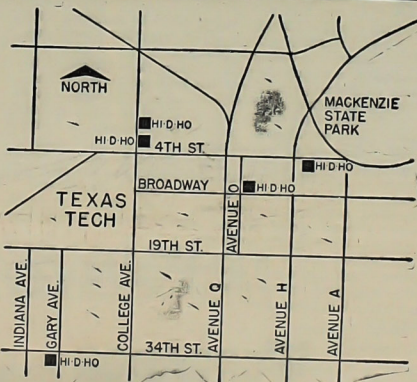 NORTH
MACKENZIE
STATE
PARK
HI·D·HO
HI·D·HO
4TH ST.
HI·D·HO
BROADWAY
HI·D·HO
TEXAS
TECH
AVENUE O
19TH ST.
INDIANA AVE.
GARY AVE.
COLLEGE AVE.
AVENUE Q
AVENUE H
AVENUE A
34TH ST.
HI·D·HO